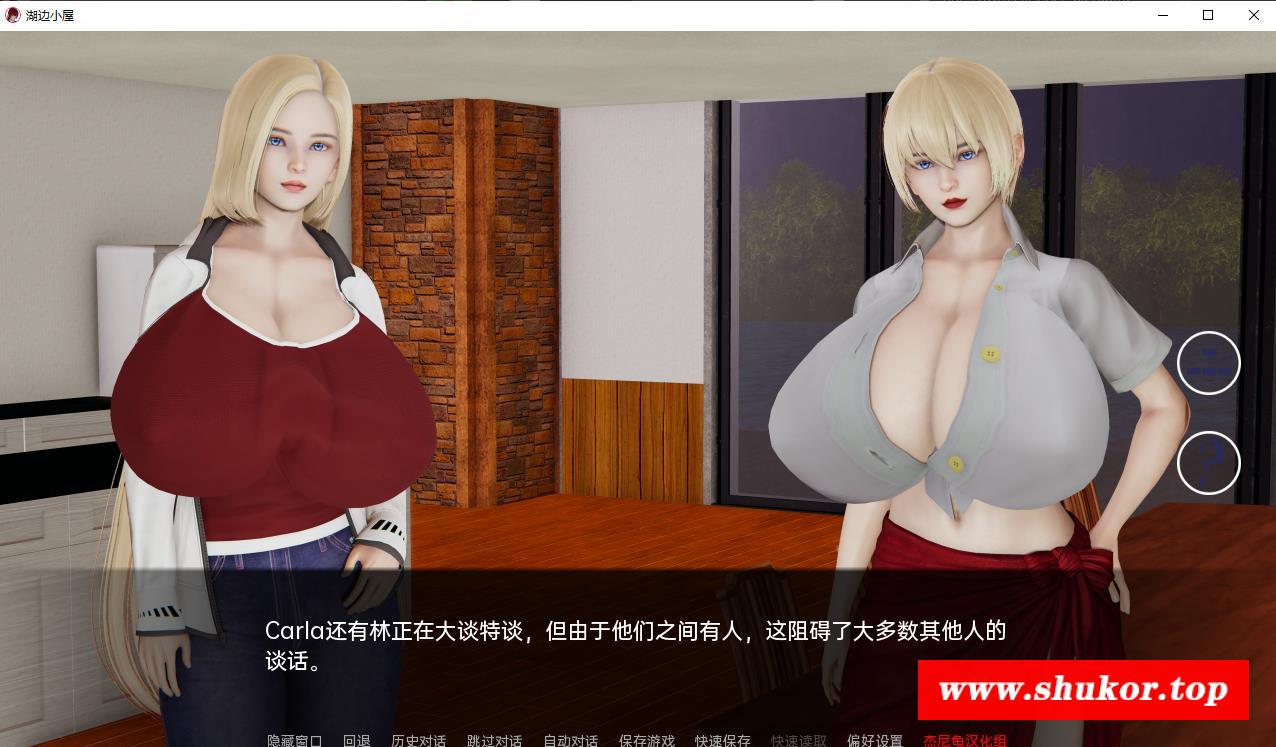 湖边小屋
?
Carla还有林正在大谈特谈，但由于他们之间有人，这阻碍了大多数其他人的
谈话。
www.shukor.top
隐藏窗口 回退 历史对话 跳过对话 自动对话 保存游戏 快速保存 快速读取 偏好设置 杰尼龟汉化组